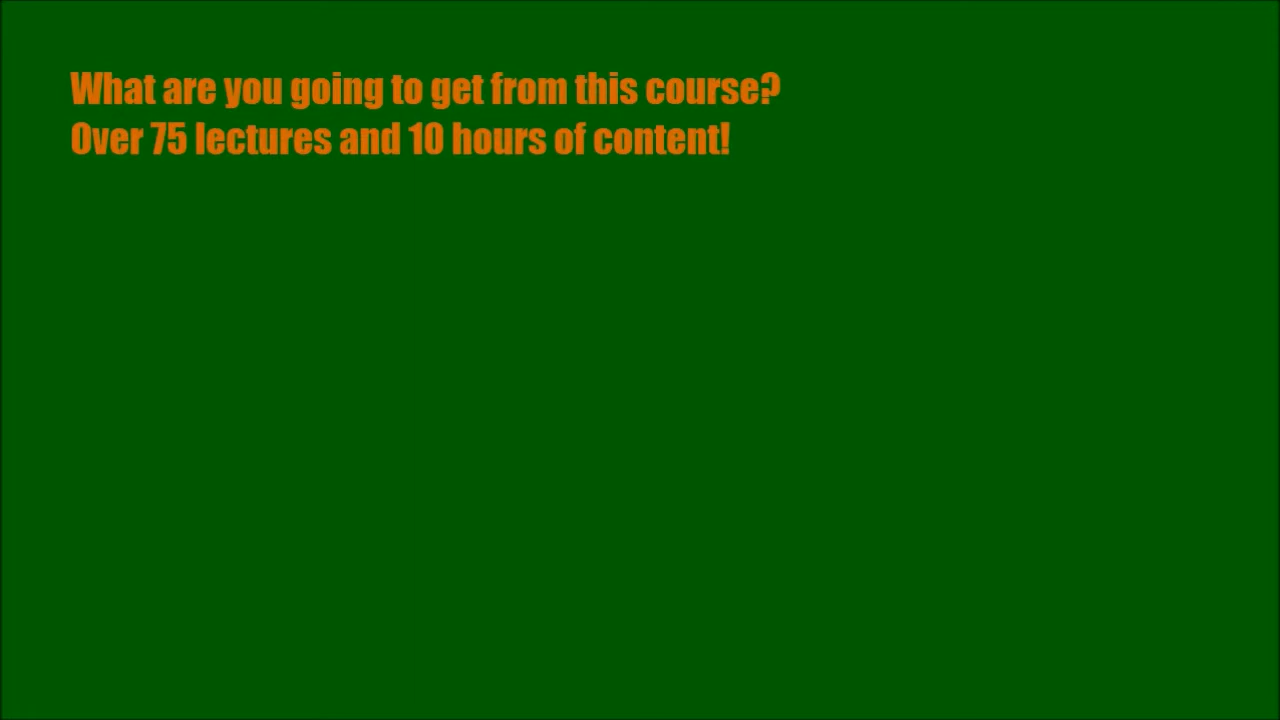 What are you going to get from this course?
Over 75 lectures and 10 hours of content!